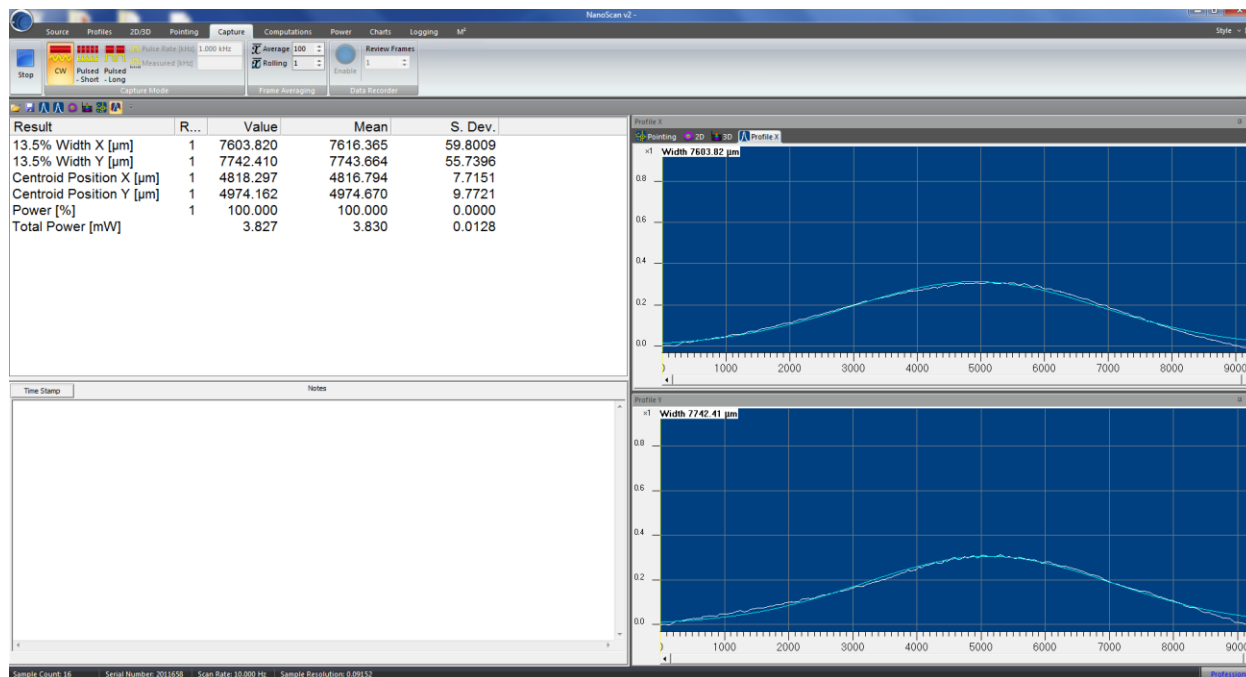 NanoScan v2 -
Source Profiles 2D/3D Pointing Capture Computations Power Charts Logging M² Style
Stop
CW
Pulsed - Short
Pulsed - Long
Pulse Rate [kHz] 1.000 kHz
Measured [kHz]
Capture Mode
Average 100
Rolling 1
Frame Averaging
Enable
Review Frames
1
Data Recorder
Result R... Value Mean S. Dev.
13.5% Width X [µm] 1 7603.820 7616.365 59.8009
13.5% Width Y [µm] 1 7742.410 7743.664 55.7396
Centroid Position X [µm] 1 4818.297 4816.794 7.7151
Centroid Position Y [µm] 1 4974.162 4974.670 9.7721
Power [%] 1 100.000 100.000 0.0000
Total Power [mW] 3.827 3.830 0.0128
Time Stamp
Notes
Profile X
Pointing 2D 3D Profile X
×1 Width 7603.82 µm
0.8
0.6
0.4
0.2
0.0
1000 2000 3000 4000 5000 6000 7000 8000 9000
Profile Y
×1 Width 7742.41 µm
0.8
0.6
0.4
0.2
0.0
1000 2000 3000 4000 5000 6000 7000 8000 9000
Sample Count: 16 Serial Number: 2011658 Scan Rate: 10.000 Hz Sample Resolution: 0.09152
Profession